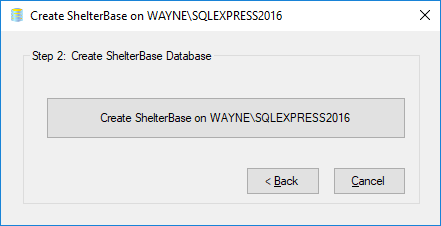 Create ShelterBase on WAYNE\SQLEXPRESS2016
Step 2: Create ShelterBase Database
Create ShelterBase on WAYNE\SQLEXPRESS2016
< Back
Cancel